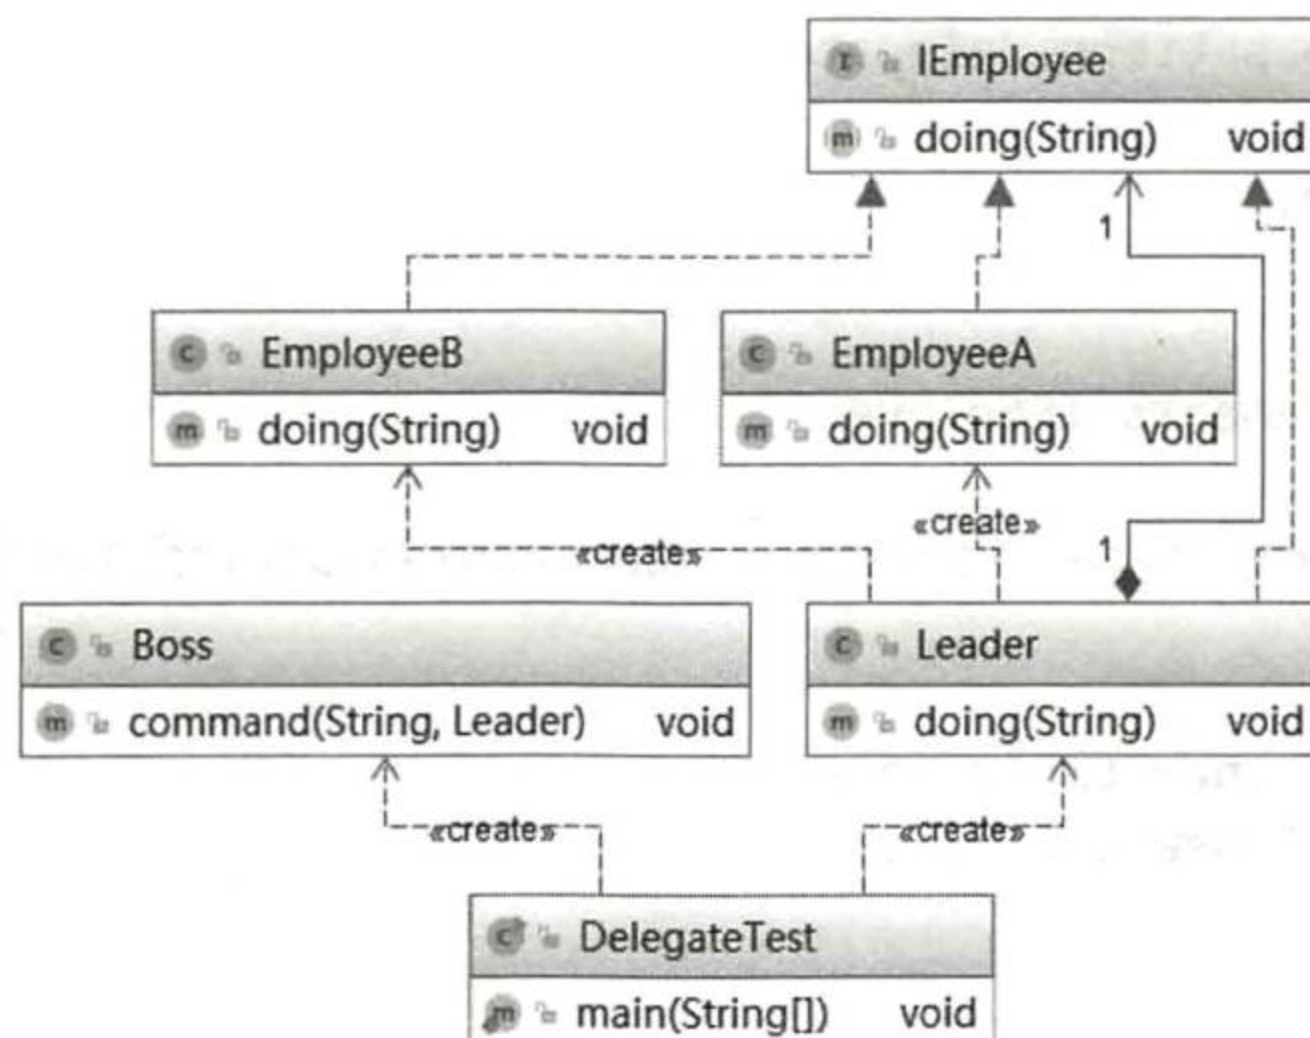 IEmployee
doing(String) void
1
EmployeeB
doing(String) void
EmployeeA
doing(String) void
«create»
«create»
1
Boss
command(String, Leader) void
Leader
doing(String) void
«create»
«create»
DelegateTest
main(String[]) void